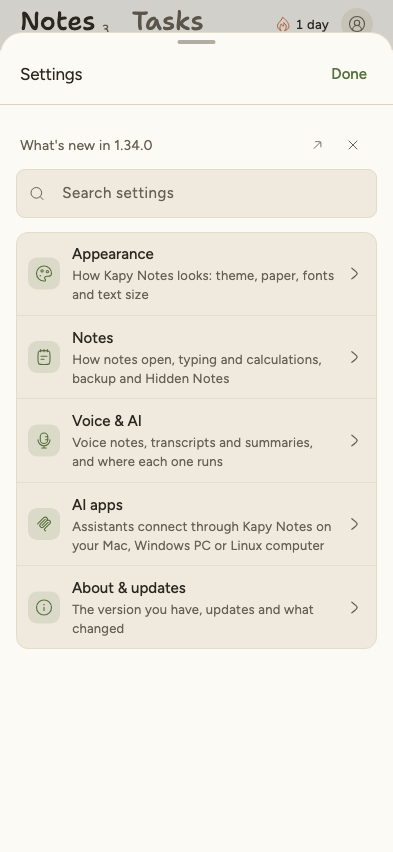 Notes 3 Tasks 1 day
Settings Done
What's new in 1.34.0
Search settings
Appearance
How Kapy Notes looks: theme, paper, fonts
and text size
Notes
How notes open, typing and calculations,
backup and Hidden Notes
Voice & AI
Voice notes, transcripts and summaries,
and where each one runs
AI apps
Assistants connect through Kapy Notes on
your Mac, Windows PC or Linux computer
About & updates
The version you have, updates and what
changed